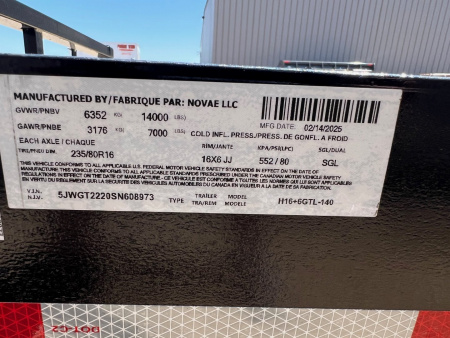 MANUFACTURED BY/FABRIQUE PAR: NOVAE LLC
GVWR/PNBV 6352 KG( 14000 LBS)
MFG DATE: 02/14/2025
GAWR/PNBE 3176 KG( 7000 LBS)
COLD INFL. PRESS./PRESS. DE GONFL. A FROID
EACH AXLE / CHAQUE
RIM/JANTE KPA/PSI(LPC) SGL/DUAL
TIRE/PNEU DIM. 235/80R16 16X6 JJ 552 / 80 SGL
THIS VEHICLE CONFORMS TO ALL APPLICABLE U.S. FEDERAL MOTOR VEHICLE SAFETY STANDARDS IN EFFECT ON THE DATE OF
V.I.N. 5JWGT2220SN608973 TYPE TRAILER MODEL H16+6GTL-140
N.I.V. TRA/REM MODELE
DOT-C2